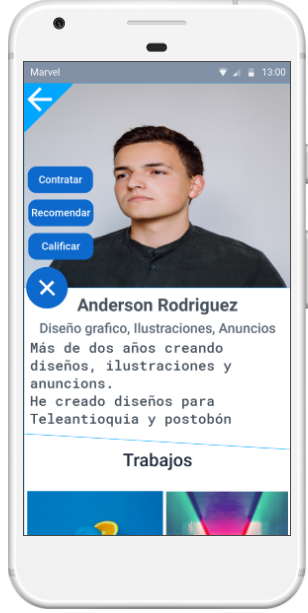 Marvel
13:00
Contratar
Recomendar
Calificar
Anderson Rodriguez
Diseño grafico, Ilustraciones, Anuncios
Más de dos años creando
diseños, ilustraciones y
anuncions.
He creado diseños para
Teleantioquia y postobón
Trabajos